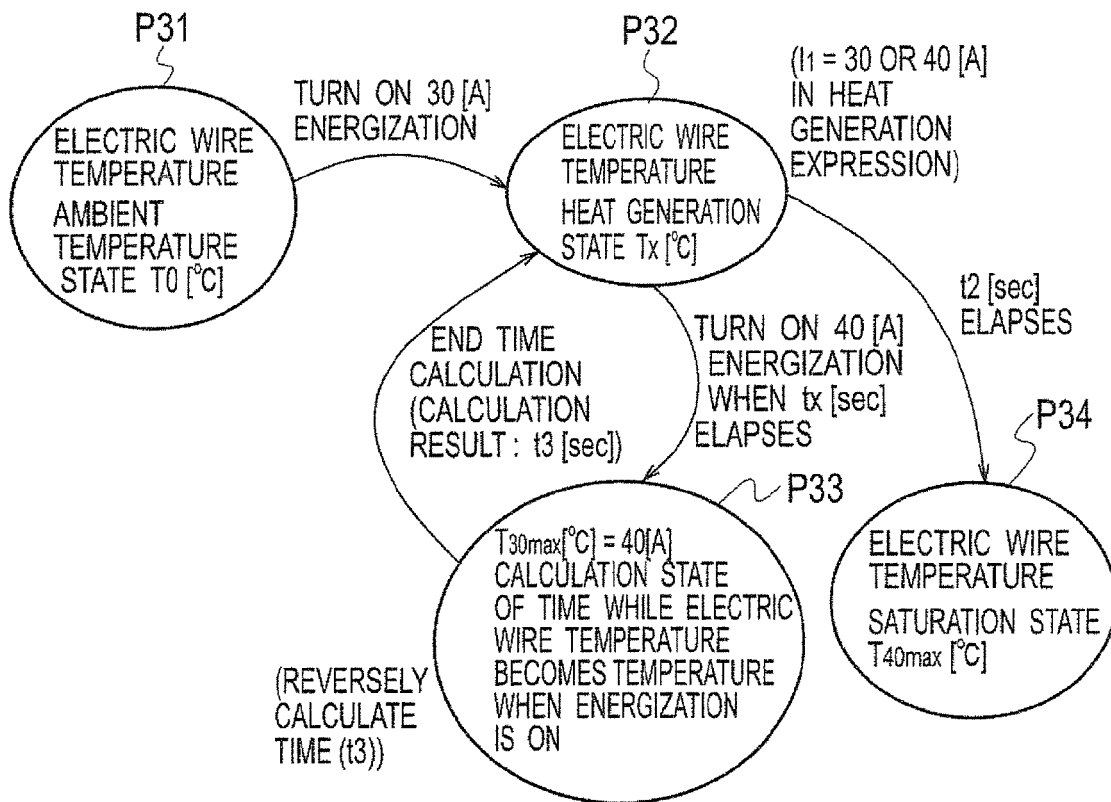 P31
TURN ON 30 [A]
ENERGIZATION
ELECTRIC WIRE
TEMPERATURE
AMBIENT
TEMPERATURE
STATE T0 [°C]
P32
ELECTRIC WIRE
TEMPERATURE
HEAT GENERATION
STATE Tx [°C]
(I1 = 30 OR 40 [A]
IN HEAT
GENERATION
EXPRESSION)
t2 [sec]
ELAPSES
END TIME
CALCULATION
(CALCULATION
RESULT : t3 [sec])
TURN ON 40 [A]
ENERGIZATION
WHEN tx [sec]
ELAPSES
P33
T30max[°C] = 40[A]
CALCULATION STATE
OF TIME WHILE ELECTRIC
WIRE TEMPERATURE
BECOMES TEMPERATURE
WHEN ENERGIZATION
IS ON
(REVERSELY
CALCULATE
TIME (t3))
P34
ELECTRIC WIRE
TEMPERATURE
SATURATION STATE
T40max [°C]